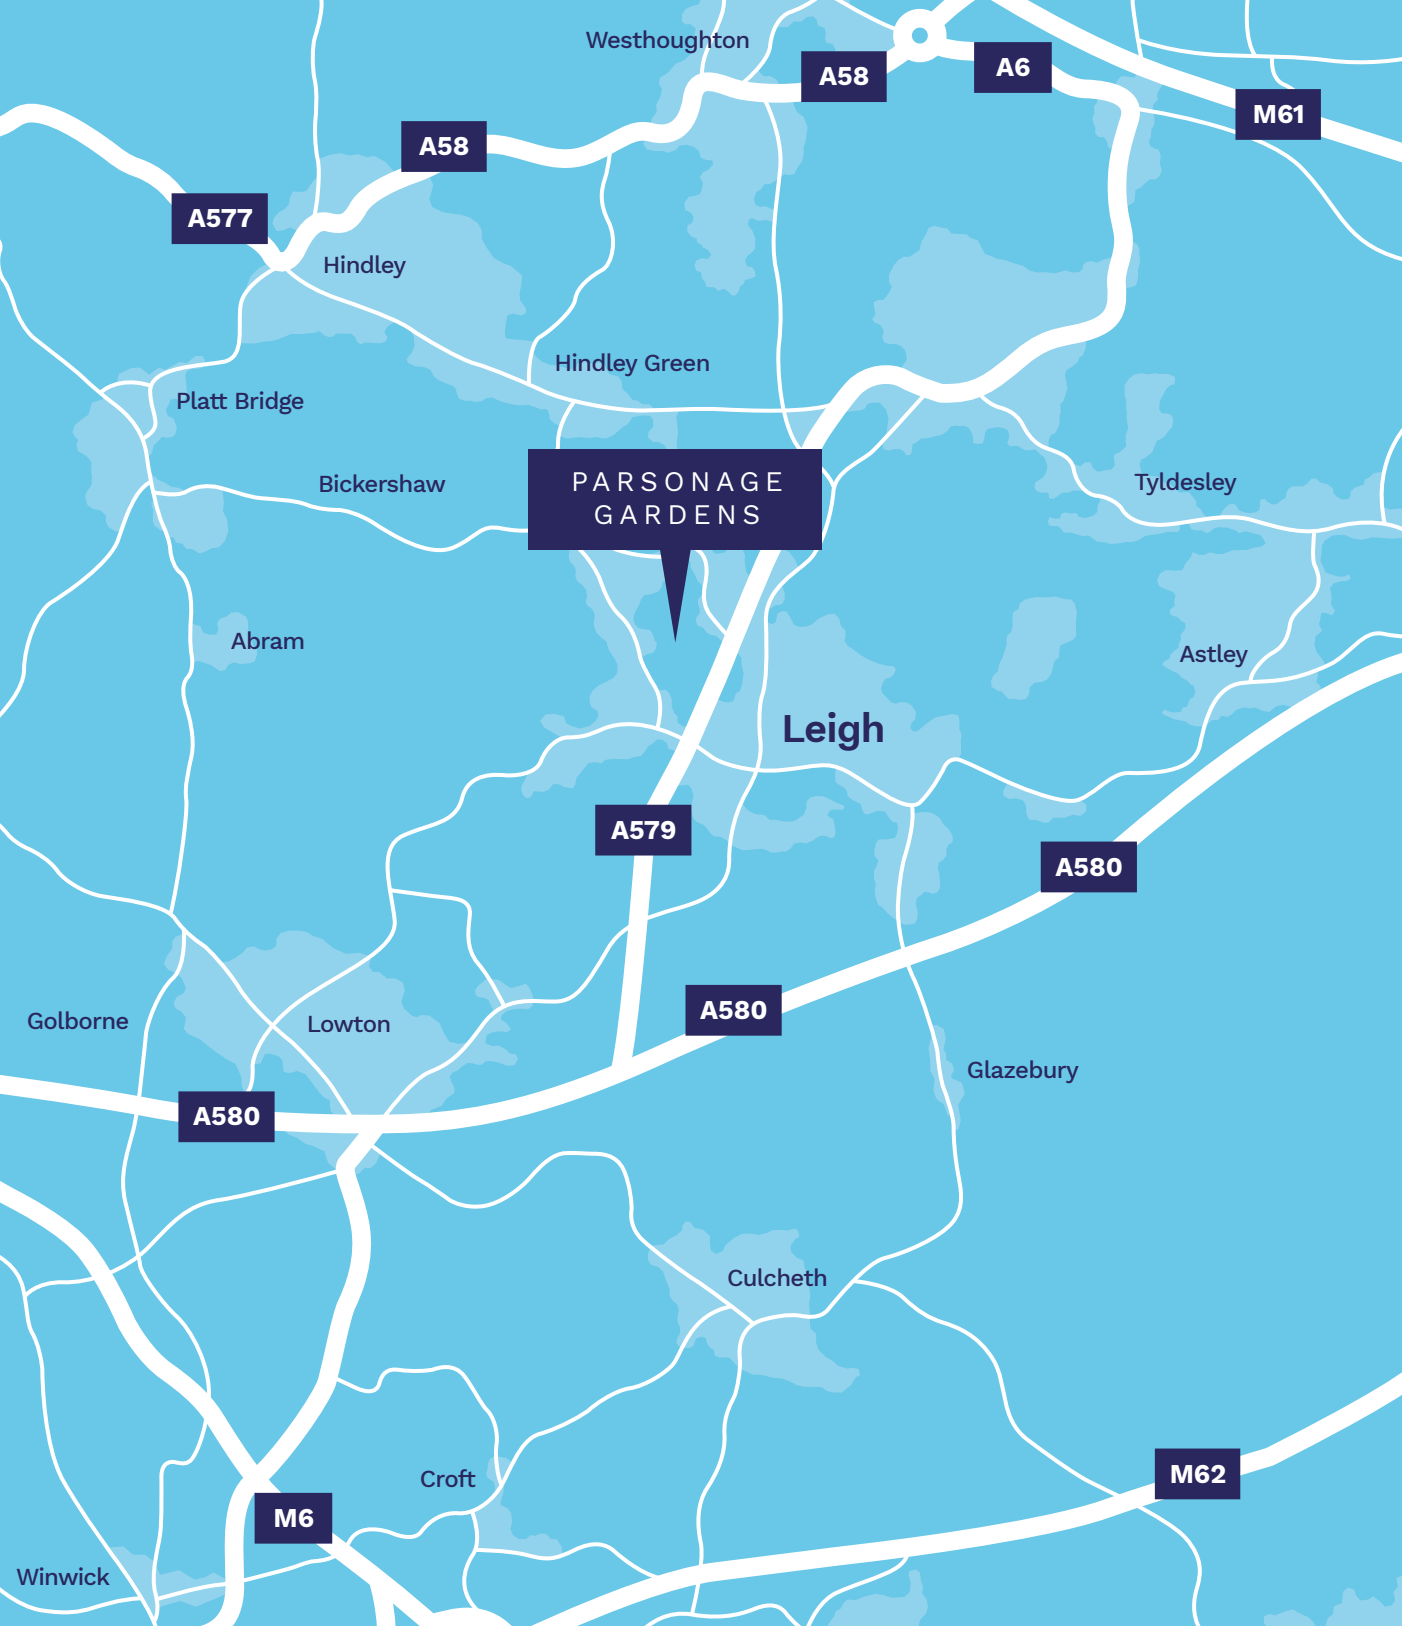 Westhoughton
A58
A6
M61
A58
A577
Hindley
Hindley Green
Platt Bridge
Bickershaw
PARSONAGE
GARDENS
Tyldesley
Abram
Astley
Leigh
A579
A580
A580
Golborne
Lowton
Glazebury
A580
Culcheth
Croft
M62
M6
Winwick